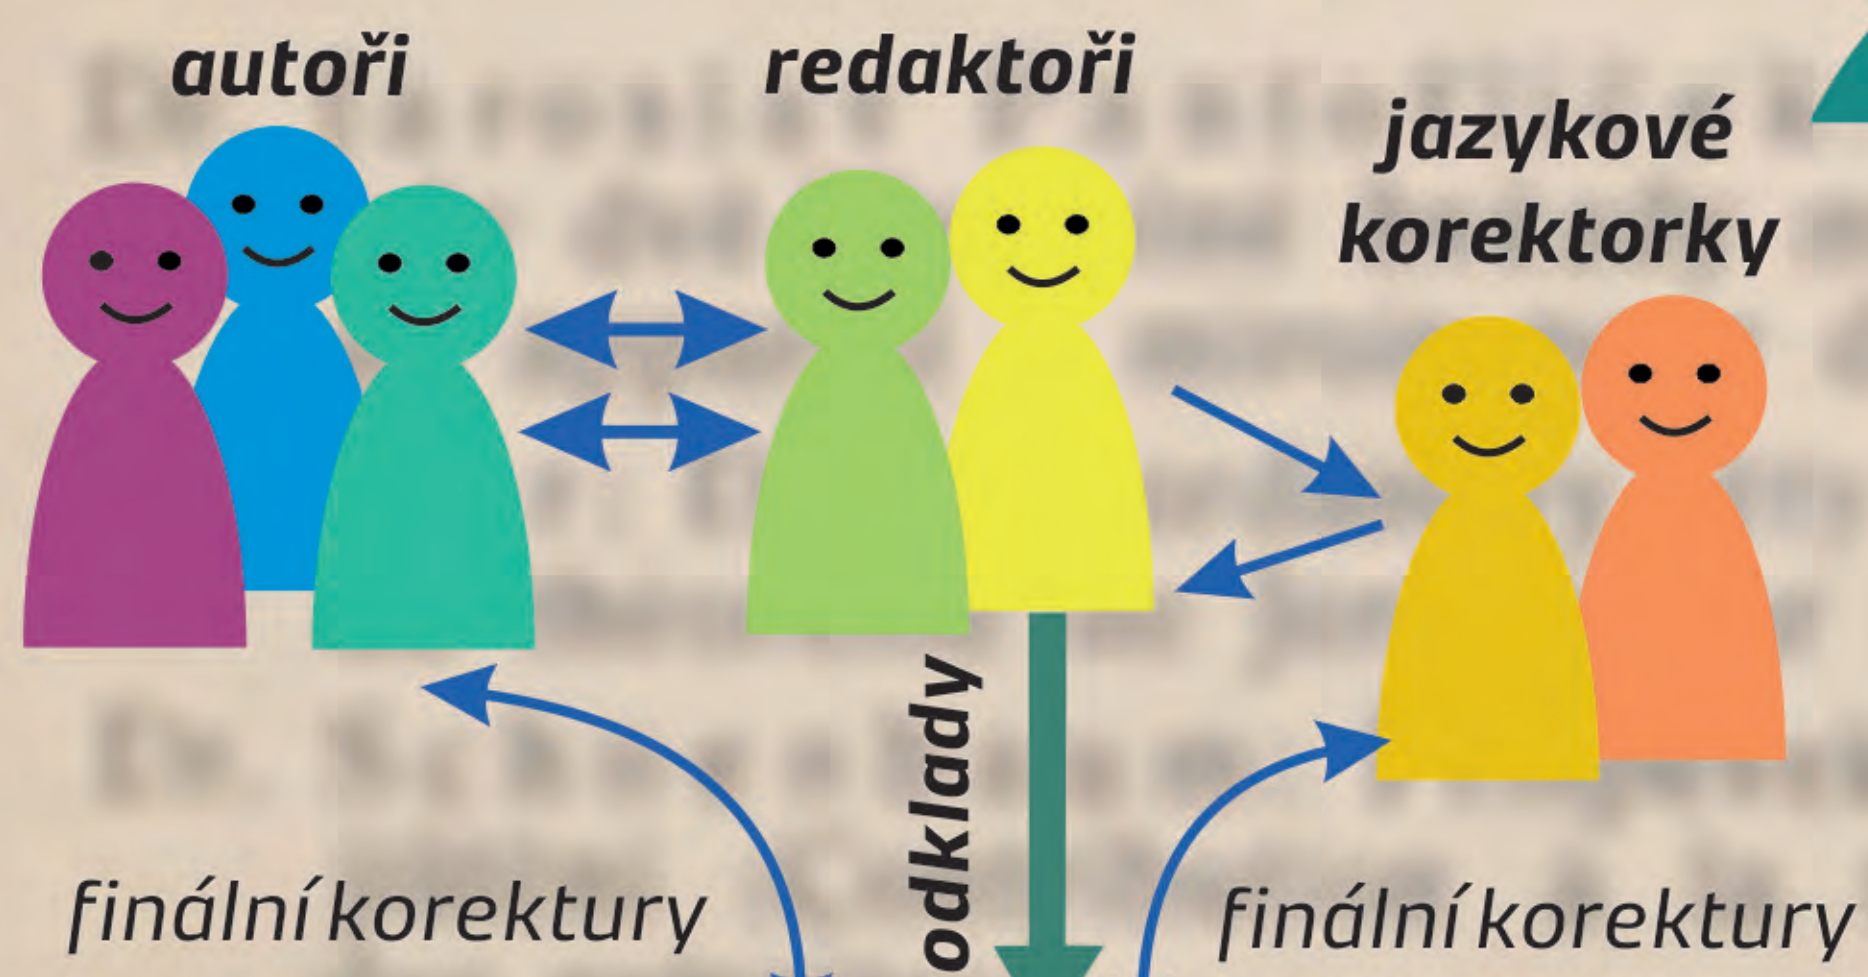 autoři
redaktoři
jazykové
korektorky
odklady
finální korektury
finální korektury